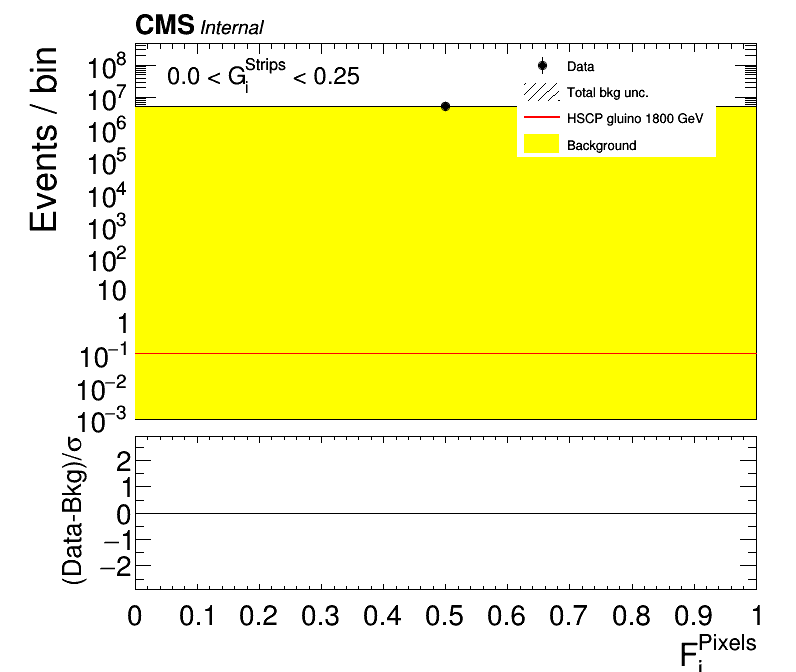 CMS Internal
0.0 < G_i^Strips < 0.25
Data
Total bkg unc.
HSCP gluino 1800 GeV
Background
Events / bin
10^8
10^7
10^6
10^5
10^4
10^3
10^2
10
1
10^−1
10^−2
10^−3
(Data-Bkg)/σ
2
1
0
−1
−2
0 0.1 0.2 0.3 0.4 0.5 0.6 0.7 0.8 0.9 1
F_i^Pixels